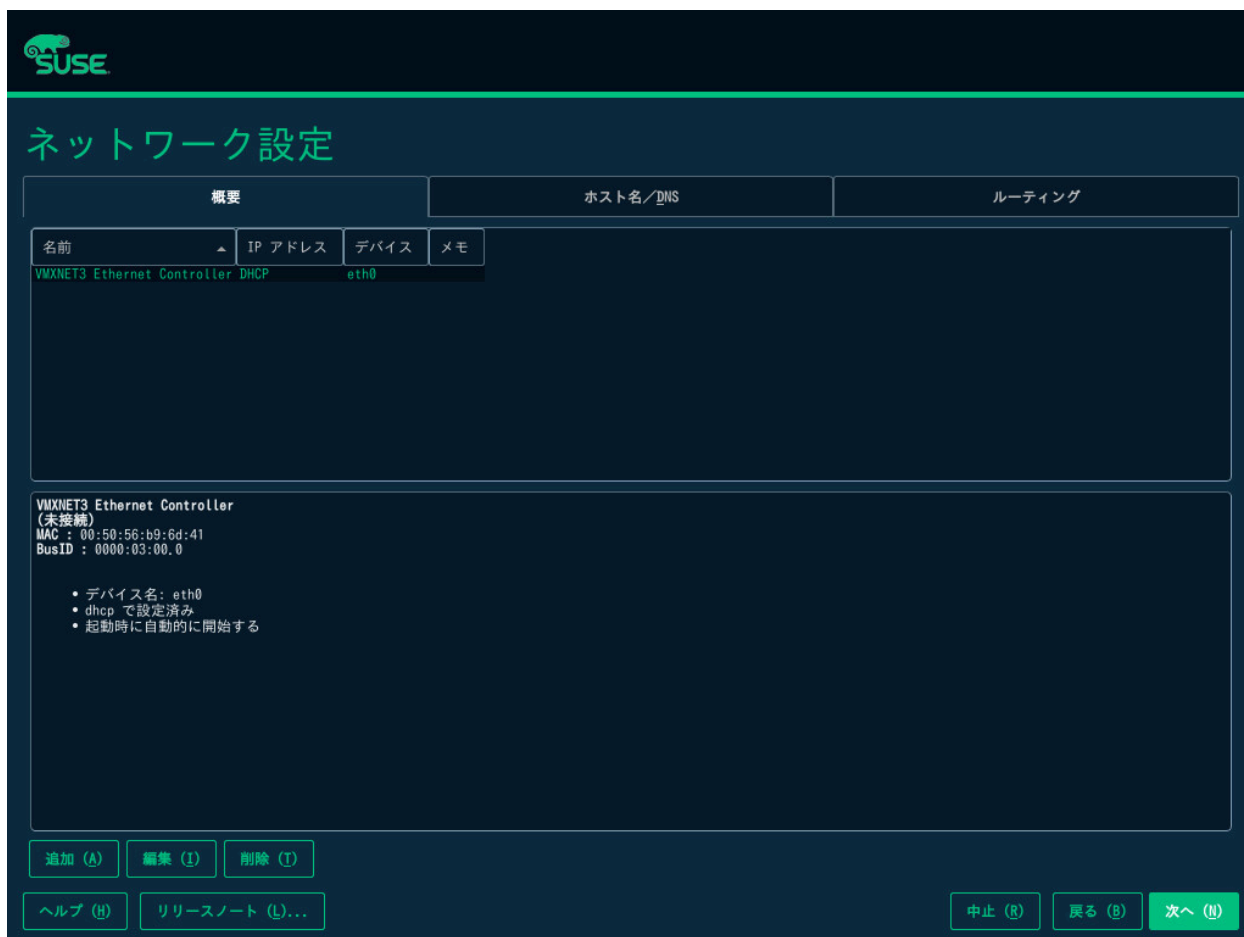 SUSE
ネットワーク設定
概要 ホスト名／DNS ルーティング
名前 IP アドレス デバイス メモ
VMXNET3 Ethernet Controller DHCP eth0
VMXNET3 Ethernet Controller
(未接続)
MAC : 00:50:56:b9:6d:41
BusID : 0000:03:00.0
• デバイス名: eth0
• dhcp で設定済み
• 起動時に自動的に開始する
追加 (A) 編集 (I) 削除 (T)
ヘルプ (H) リリースノート (L)... 中止 (R) 戻る (B) 次へ (N)